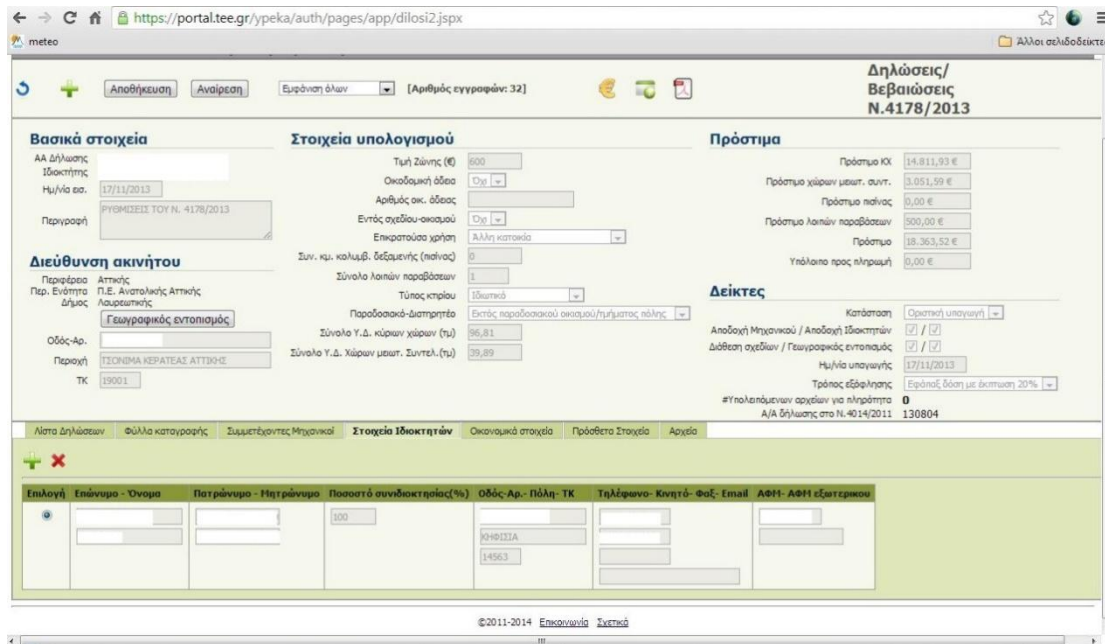 https://portal.tee.gr/ypeka/auth/pages/app/dilosi2.jspx
meteo
Άλλοι σελιδοδείκτε
Αποθήκευση Αναίρεση Εμφάνιση όλων [Αριθμός εγγραφών: 32]
Δηλώσεις/
Βεβαιώσεις
Ν.4178/2013
Βασικά στοιχεία
ΑΑ Δήλωσης
Ιδιοκτήτης
Ημ/νία εισ. 17/11/2013
Περιγραφή ΡΥΘΜΙΣΕΙΣ ΤΟΥ Ν. 4178/2013
Διεύθυνση ακινήτου
Περιφέρεια Αττικής
Περ. Ενότητα Π.Ε. Ανατολικής Αττικής
Δήμος Λαυρεωτικής
Γεωγραφικός εντοπισμός
Οδός-Αρ.
Περιοχή ΤΣΟΝΙΜΑ ΚΕΡΑΤΕΑΣ ΑΤΤΙΚΗΣ
ΤΚ 19001
Στοιχεία υπολογισμού
Τιμή Ζώνης (€) 600
Οικοδομική άδεια Όχι
Αριθμός οικ. άδειας
Εντός σχεδίου-οικισμού Όχι
Επικρατούσα χρήση Άλλη κατοικία
Συν. κμ. κολυμβ. δεξαμενής (πισίνας) 0
Σύνολο λοιπών παραβάσεων 1
Τύπος κτιρίου Ιδιωτικό
Παραδοσιακό-Διατηρητέο Εκτός παραδοσιακού οικισμού/τμήματος πόλης
Σύνολο Υ.Δ. κύριων χώρων (τμ) 96,81
Σύνολο Υ.Δ. Χώρων μειωτ. Συντελ.(τμ) 39,89
Πρόστιμα
Πρόστιμο ΚΧ 14.811,93 €
Πρόστιμο χώρων μειωτ. συντ. 3.051,59 €
Πρόστιμο πισίνας 0,00 €
Πρόστιμο λοιπών παραβάσεων 500,00 €
Πρόστιμο 18.363,52 €
Υπόλοιπο προς πληρωμή 0,00 €
Δείκτες
Κατάσταση Οριστική υπαγωγή
Αποδοχή Μηχανικού / Αποδοχή Ιδιοκτητών /
Διάθεση σχεδίων / Γεωγραφικός εντοπισμός /
Ημ/νία υπαγωγής 17/11/2013
Τρόπος εξόφλησης Εφάπαξ δόση με έκπτωση 20%
#Υπολειπόμενων αρχείων για πληρότητα 0
Α/Α δήλωσης στο Ν.4014/2011 130804
Λίστα Δηλώσεων Φύλλα καταγραφής Συμμετέχοντες Μηχανικοί Στοιχεία Ιδιοκτητών Οικονομικά στοιχεία Πρόσθετα Στοιχεία Αρχεία
Επιλογή Επώνυμο - Όνομα Πατρώνυμο - Μητρώνυμο Ποσοστό συνιδιοκτησίας(%) Οδός-Αρ.- Πόλη- ΤΚ Τηλέφωνο- Κινητό- Φαξ- Email ΑΦΜ- ΑΦΜ εξωτερικου
100
ΚΗΦΙΣΙΑ
14563
©2011-2014 Επικοινωνία Σχετικά